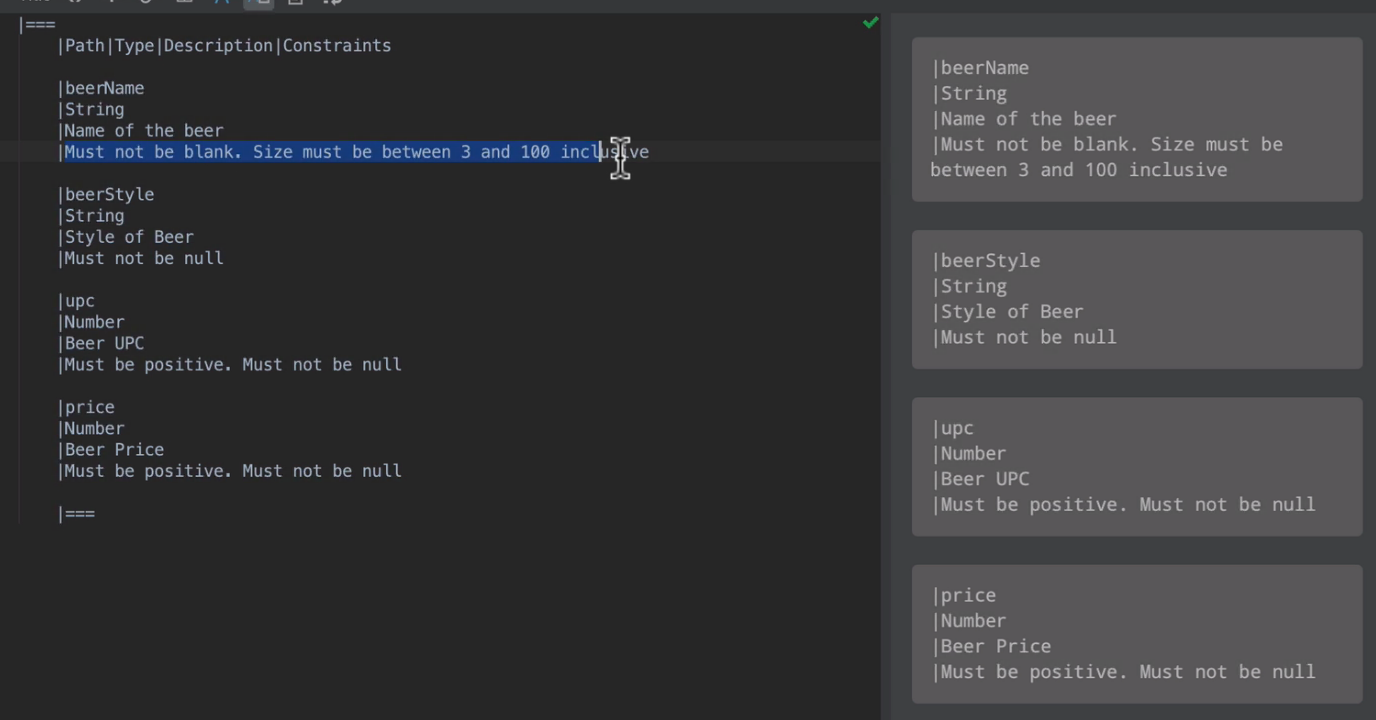 |===
|Path|Type|Description|Constraints
|beerName
|String
|Name of the beer
|Must not be blank. Size must be between 3 and 100 inclusive
|beerStyle
|String
|Style of Beer
|Must not be null
|upc
|Number
|Beer UPC
|Must be positive. Must not be null
|price
|Number
|Beer Price
|Must be positive. Must not be null
|===
|beerName
|String
|Name of the beer
|Must not be blank. Size must be
between 3 and 100 inclusive
|beerStyle
|String
|Style of Beer
|Must not be null
|upc
|Number
|Beer UPC
|Must be positive. Must not be null
|price
|Number
|Beer Price
|Must be positive. Must not be null